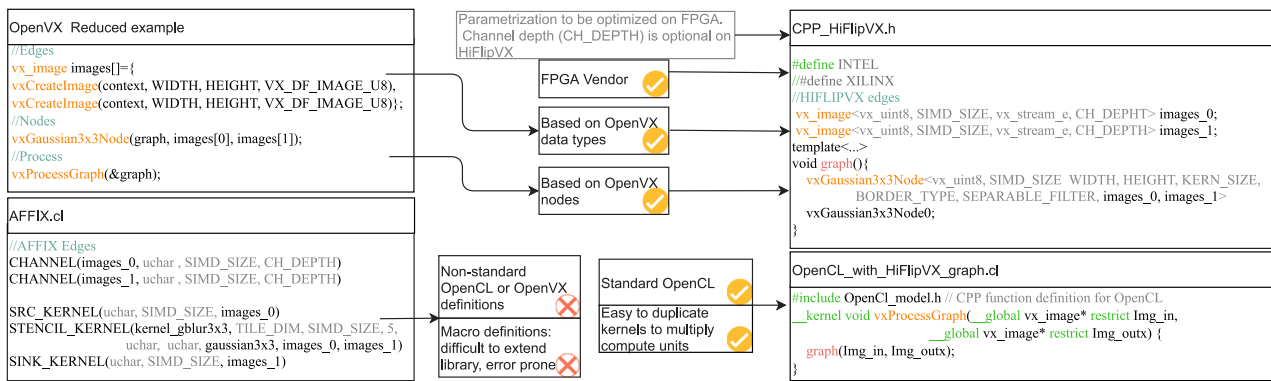 OpenVX  Reduced example
//Edges
vx_image images[]={
vxCreateImage(context, WIDTH, HEIGHT, VX_DF_IMAGE_U8),
vxCreateImage(context, WIDTH, HEIGHT, VX_DF_IMAGE_U8)};
//Nodes
vxGaussian3x3Node(graph, images[0], images[1]);
//Process
vxProcessGraph(&graph);
AFFIX.cl
//AFFIX Edges
CHANNEL(images_0, uchar , SIMD_SIZE, CH_DEPTH)
CHANNEL(images_1, uchar, SIMD_SIZE, CH_DEPTH)
SRC_KERNEL(uchar, SIMD_SIZE, images_0)
STENCIL_KERNEL(kernel_gblur3x3, TILE_DIM, SIMD_SIZE, 5,
uchar,  uchar, gaussian3x3, images_0, images_1)
SINK_KERNEL(uchar, SIMD_SIZE, images_1)
Parametrization to be optimized on FPGA.
Channel depth (CH_DEPTH) is optional on
HiFlipVX
FPGA Vendor
Based on OpenVX
data types
Based on OpenVX
nodes
Non-standard
OpenCL or OpenVX
definitions
Macro definitions:
difficult to extend
library, error prone
Standard OpenCL
Easy to duplicate
kernels to multiply
compute units
CPP_HiFlipVX.h
#define INTEL
//#define XILINX
//HIFLIPVX edges
vx_image<vx_uint8, SIMD_SIZE, vx_stream_e, CH_DEPHT> images_0;
vx_image<vx_uint8, SIMD_SIZE, vx_stream_e, CH_DEPTH> images_1;
template<...>
void graph(){
vxGaussian3x3Node<vx_uint8, SIMD_SIZE  WIDTH, HEIGHT, KERN_SIZE,
BORDER_TYPE, SEPARABLE_FILTER, images_0, images_1>
vxGaussian3x3Node0;
}
OpenCL_with_HiFlipVX_graph.cl
#include OpenCl_model.h // CPP function definition for OpenCL
__kernel void vxProcessGraph(__global vx_image* restrict Img_in,
__global vx_image* restrict Img_outx) {
graph(Img_in, Img_outx);
}